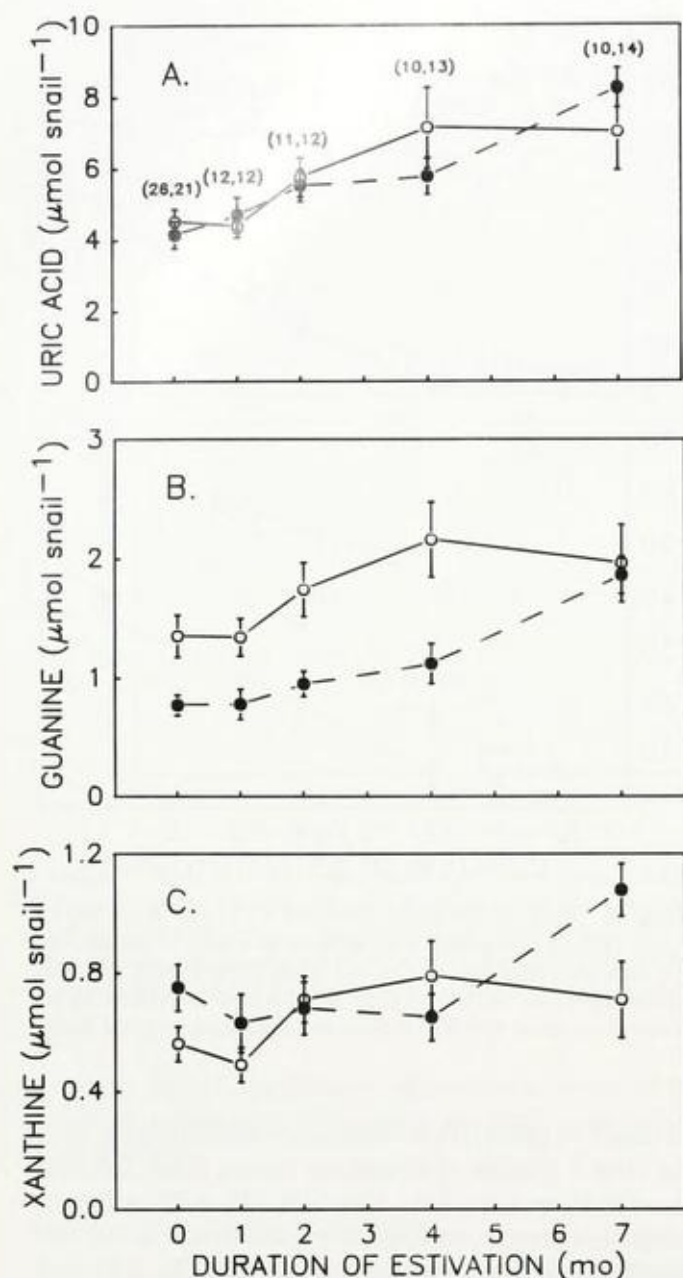 A.
URIC ACID (μmol snail⁻¹)
10
8
6
4
2
0
(26,21)
(12,12)
(11,12)
(10,13)
(10,14)
B.
GUANINE (μmol snail⁻¹)
3
2
1
0
C.
XANTHINE (μmol snail⁻¹)
1.2
0.8
0.4
0.0
0 1 2 3 4 5 6 7
DURATION OF ESTIVATION (mo)